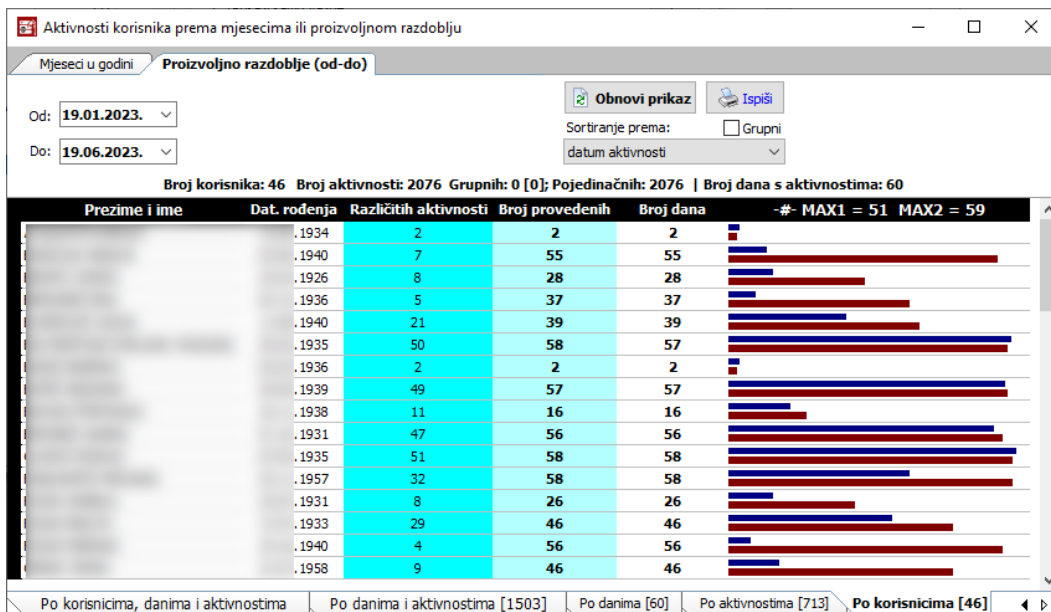 Aktivnosti korisnika prema mjesecima ili proizvoljnom razdoblju
Mjeseci u godini Proizvoljno razdoblje (od-do)
Obnovi prikaz Ispiši
Od: 19.01.2023.
Sortiranje prema: Grupni
Do: 19.06.2023. datum aktivnosti
Broj korisnika: 46 Broj aktivnosti: 2076 Grupnih: 0 [0]; Pojedinačnih: 2076 | Broj dana s aktivnostima: 60
Prezime i ime Dat. rođenja Različitih aktivnosti Broj provedenih Broj dana -#- MAX1 = 51 MAX2 = 59
.1934 2 2 2
.1940 7 55 55
.1926 8 28 28
.1936 5 37 37
.1940 21 39 39
.1935 50 58 57
.1936 2 2 2
.1939 49 57 57
.1938 11 16 16
.1931 47 56 56
.1935 51 58 58
.1957 32 58 58
.1931 8 26 26
.1933 29 46 46
.1940 4 56 56
.1958 9 46 46
Po korisnicima, danima i aktivnostima Po danima i aktivnostima [1503] Po danima [60] Po aktivnostima [713] Po korisnicima [46]